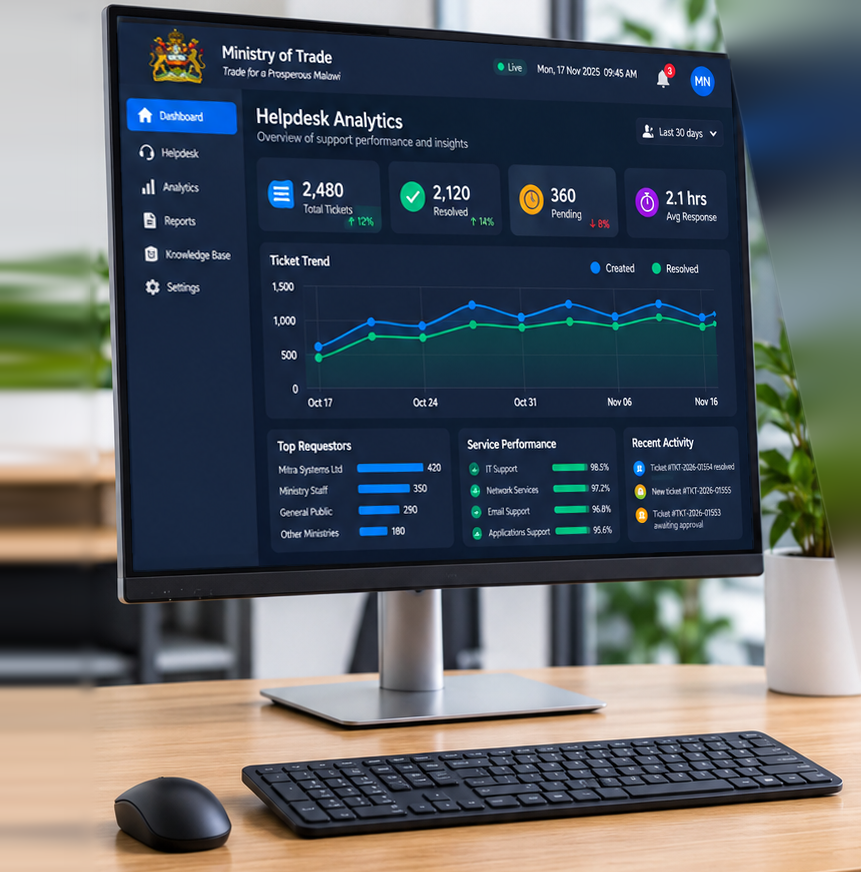 Ministry of Trade
Trade for a Prosperous Malawi
Live
Mon, 17 Nov 2025 09:45 AM
3
MN
Dashboard
Helpdesk
Analytics
Reports
Knowledge Base
Settings
Helpdesk Analytics
Overview of support performance and insights
Last 30 days
2,480
Total Tickets
↑ 12%
2,120
Resolved
↑ 14%
360
Pending
↓ 8%
2.1 hrs
Avg Response
Ticket Trend
Created
Resolved
1,500
1,000
500
0
Oct 17
Oct 24
Oct 31
Nov 06
Nov 16
Top Requestors
Mitra Systems Ltd 420
Ministry Staff 350
General Public 290
Other Ministries 180
Service Performance
IT Support 98.5%
Network Services 97.2%
Email Support 96.8%
Applications Support 95.6%
Recent Activity
Ticket #TKT-2026-01554 resolved
New ticket #TKT-2026-01555
Ticket #TKT-2026-01553
awaiting approval